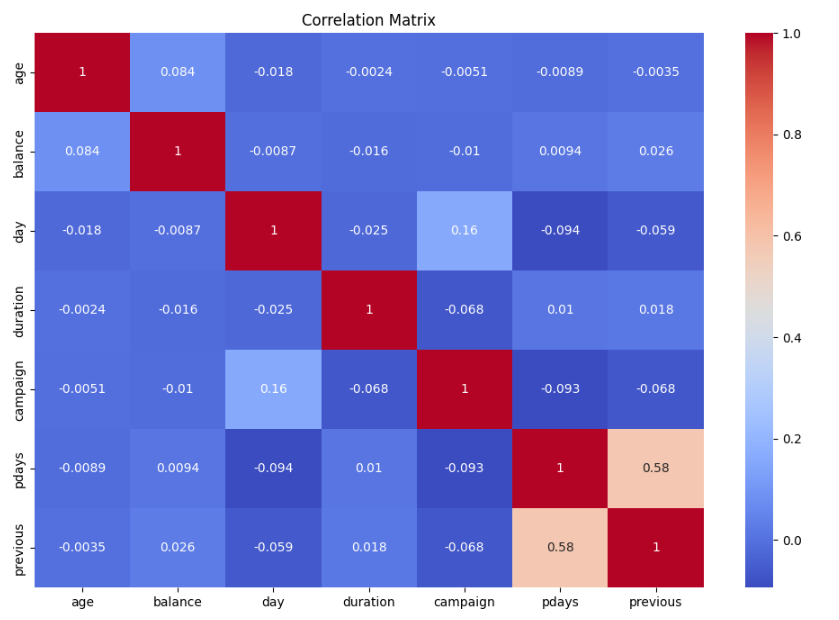 Correlation Matrix
age 1 0.084 -0.018 -0.0024 -0.0051 -0.0089 -0.0035
balance 0.084 1 -0.0087 -0.016 -0.01 0.0094 0.026
day -0.018 -0.0087 1 -0.025 0.16 -0.094 -0.059
duration -0.0024 -0.016 -0.025 1 -0.068 0.01 0.018
campaign -0.0051 -0.01 0.16 -0.068 1 -0.093 -0.068
pdays -0.0089 0.0094 -0.094 0.01 -0.093 1 0.58
previous -0.0035 0.026 -0.059 0.018 -0.068 0.58 1
age balance day duration campaign pdays previous
1.0
0.8
0.6
0.4
0.2
0.0